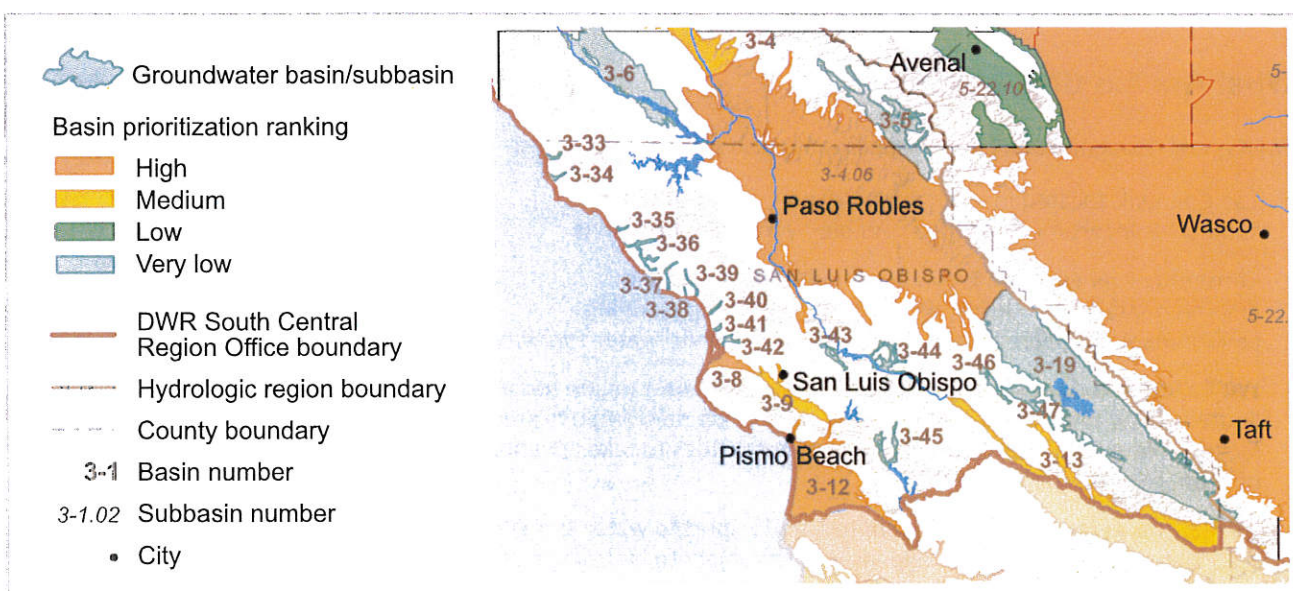 Groundwater basin/subbasin
Basin prioritization ranking
High
Medium
Low
Very low
DWR South Central
Region Office boundary
Hydrologic region boundary
County boundary
3-1 Basin number
3-1.02 Subbasin number
City
3-4
Avenal
3-6
5-22.10
5-
3-5
3-33
3-34
3-4.06
Paso Robles
Wasco
3-35
3-36
3-39
SAN LUIS OBISPO
3-37
3-38
3-40
5-22.
3-41
3-43
3-42
3-44
3-46
3-19
3-8
San Luis Obispo
3-9
3-47
Taft
3-45
Pismo Beach
3-13
3-12